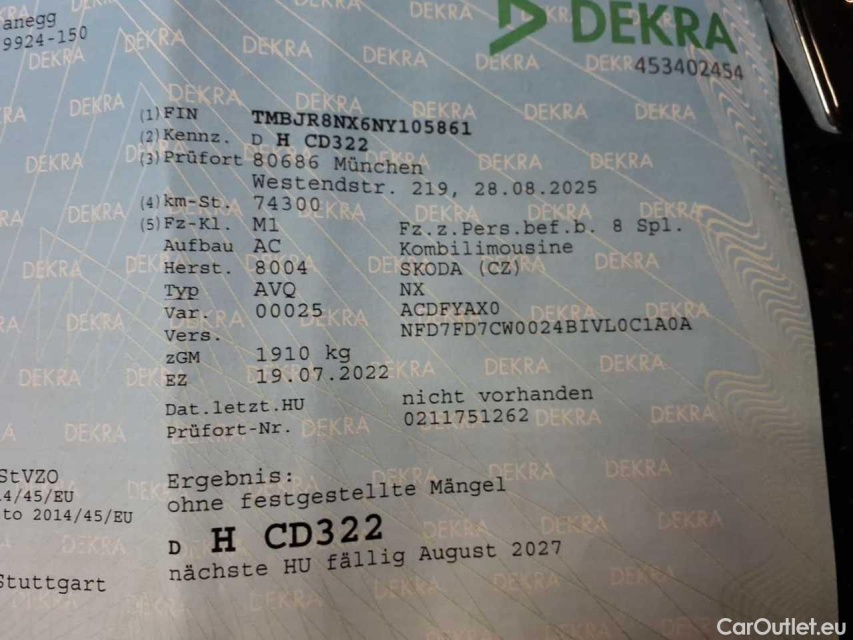 anegg
9924-150
DEKRA
453402454
(1) FIN TMBJR8NX6NY105861
(2) Kennz. D H CD322
(3) Prüfort 80686 München
Westendstr. 219, 28.08.2025
(4) km-St. 74300
(5) Fz-Kl. M1 Fz.z.Pers.bef.b. 8 Spl.
Aufbau AC Kombilimousine
Herst. 8004 SKODA (CZ)
Typ AVQ NX
Var. 00025 ACDFYAX0
Vers. NFD7FD7CW0024BIVL0C1A0A
zGM 1910 kg
EZ 19.07.2022
Dat.letzt.HU nicht vorhanden
Prüfort-Nr. 0211751262
StVZO
14/45/EU
to 2014/45/EU
Ergebnis:
ohne festgestellte Mängel
D H CD322
nächste HU fällig August 2027
Stuttgart
CarOutlet.eu